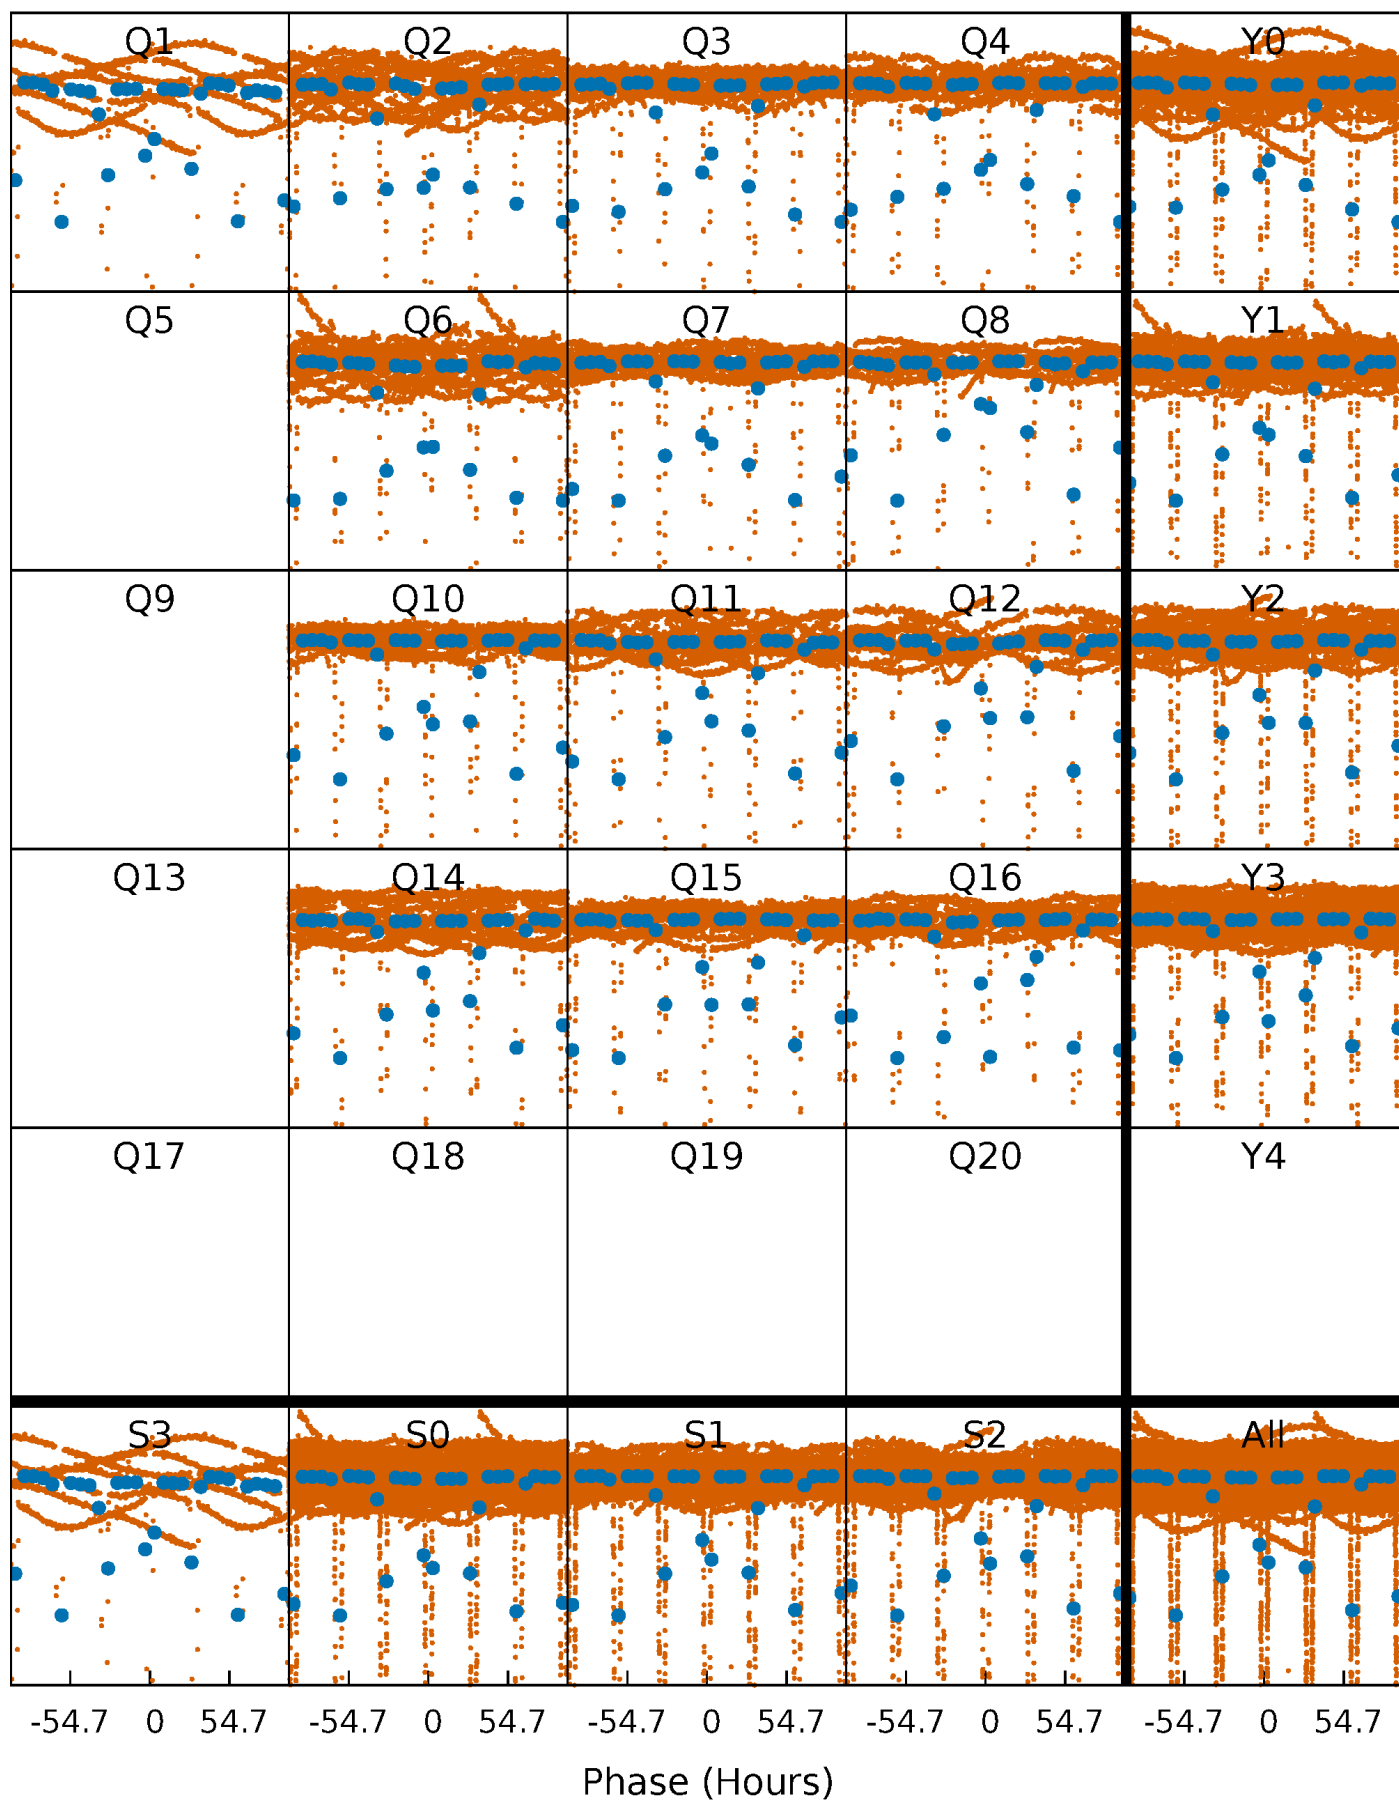 Q1 Q2 Q3 Q4 Y0
Q5 Q6 Q7 Q8 Y1
Q9 Q10 Q11 Q12 Y2
Q13 Q14 Q15 Q16 Y3
Q17 Q18 Q19 Q20 Y4
S3 S0 S1 S2 All
-54.7 0 54.7 -54.7 0 54.7 -54.7 0 54.7 -54.7 0 54.7 -54.7 0 54.7
Phase (Hours)